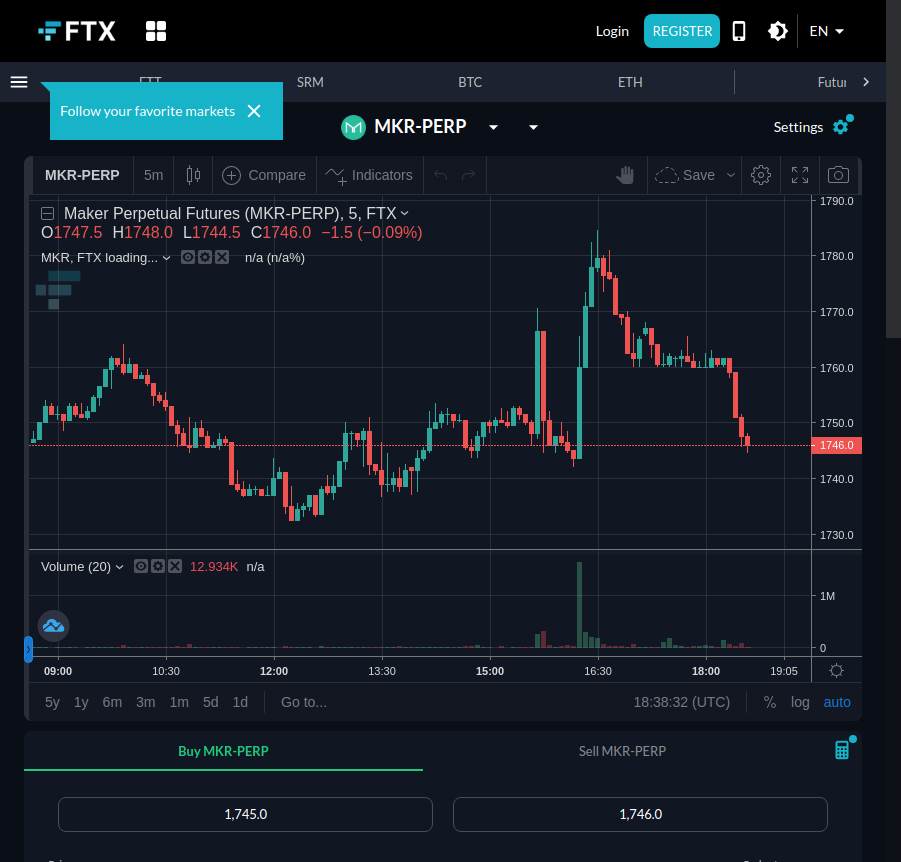 FTX
Login
REGISTER
EN
FTT
SRM
BTC
ETH
Follow your favorite markets
MKR-PERP
Settings
MKR-PERP
5m
Compare
Indicators
Save
Maker Perpetual Futures (MKR-PERP), 5, FTX
O1747.5 H1748.0 L1744.5 C1746.0 −1.5 (−0.09%)
MKR, FTX loading... n/a (n/a%)
1790.0
1780.0
1770.0
1760.0
1750.0
1746.0
1740.0
1730.0
Volume (20) 12.934K n/a
1M
0
09:00 10:30 12:00 13:30 15:00 16:30 18:00 19:05
5y 1y 6m 3m 1m 5d 1d Go to... 18:38:32 (UTC) % log auto
Buy MKR-PERP
Sell MKR-PERP
1,745.0
1,746.0